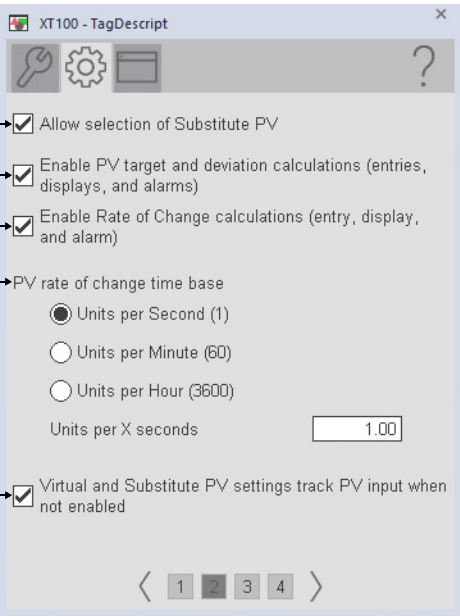 XT100 - TagDescript
×
?
Allow selection of Substitute PV
Enable PV target and deviation calculations (entries,
displays, and alarms)
Enable Rate of Change calculations (entry, display,
and alarm)
PV rate of change time base
Units per Second (1)
Units per Minute (60)
Units per Hour (3600)
Units per X seconds 1.00
Virtual and Substitute PV settings track PV input when
not enabled
1 2 3 4